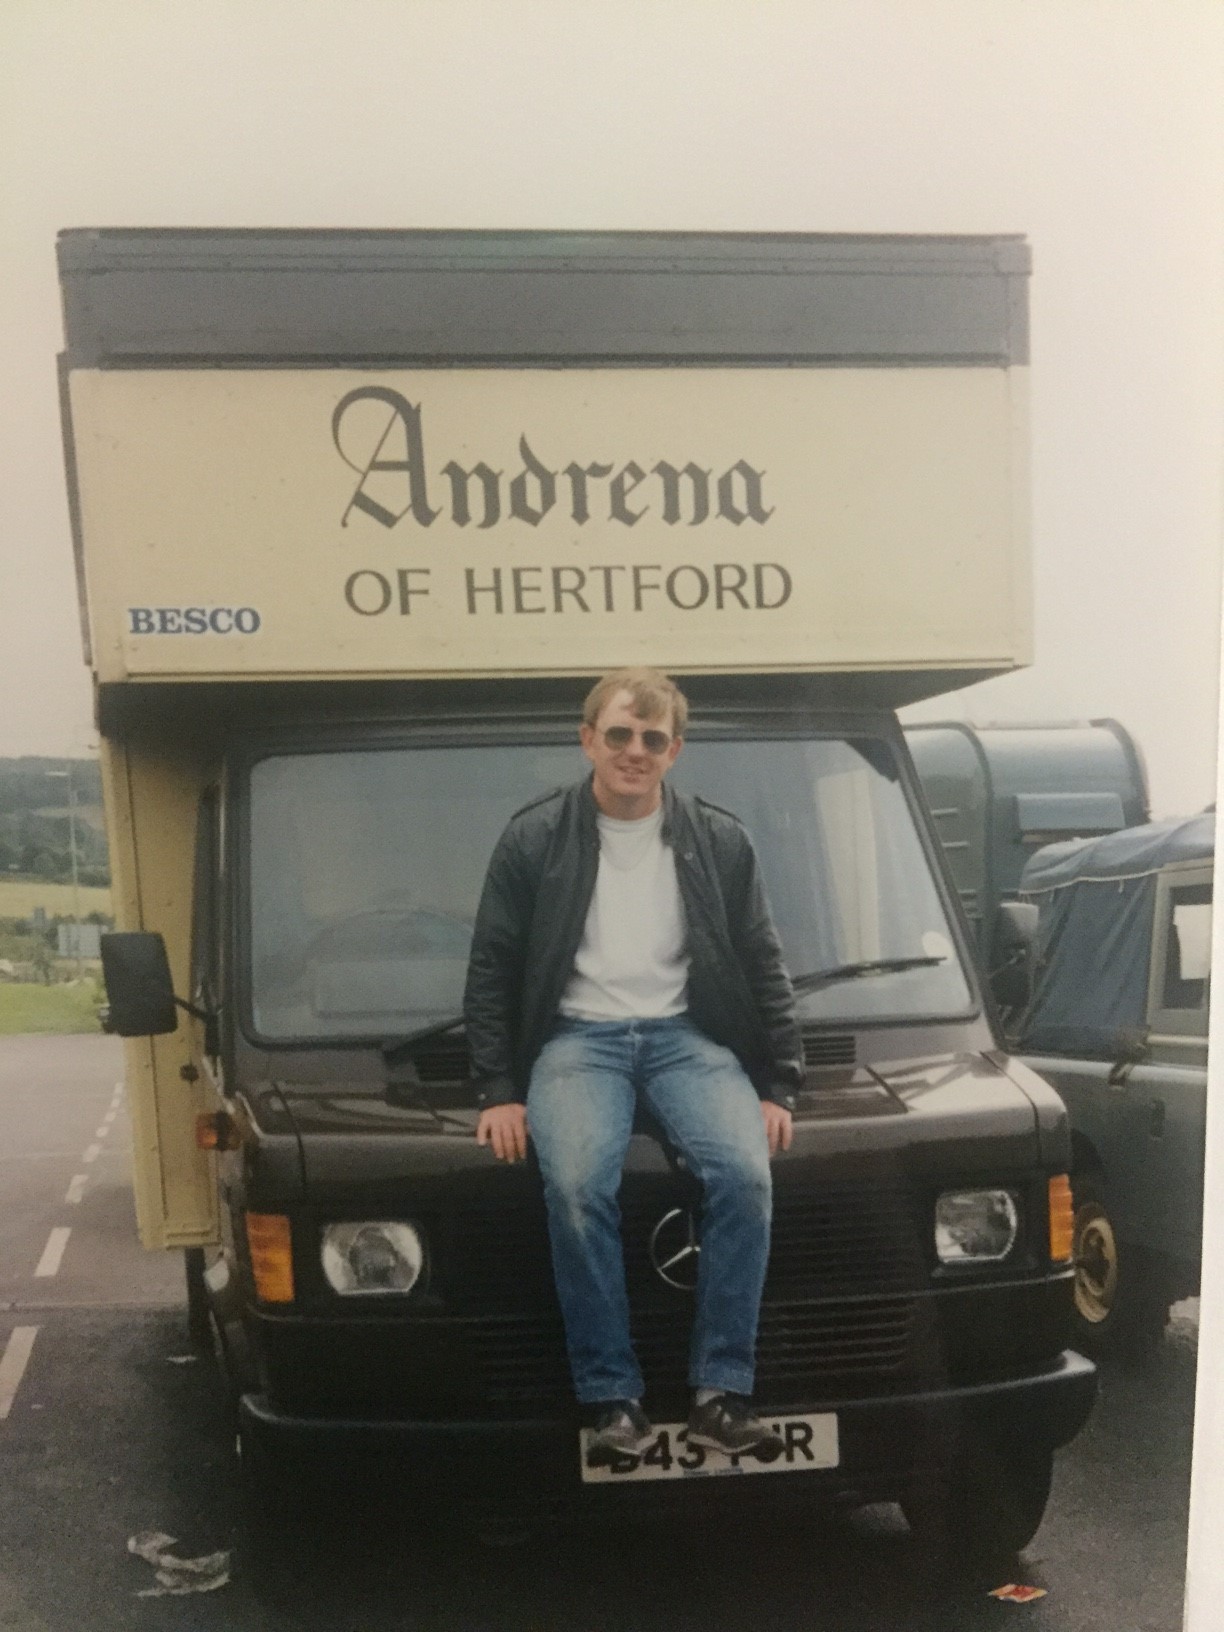 Andrena
OF HERTFORD
BESCO